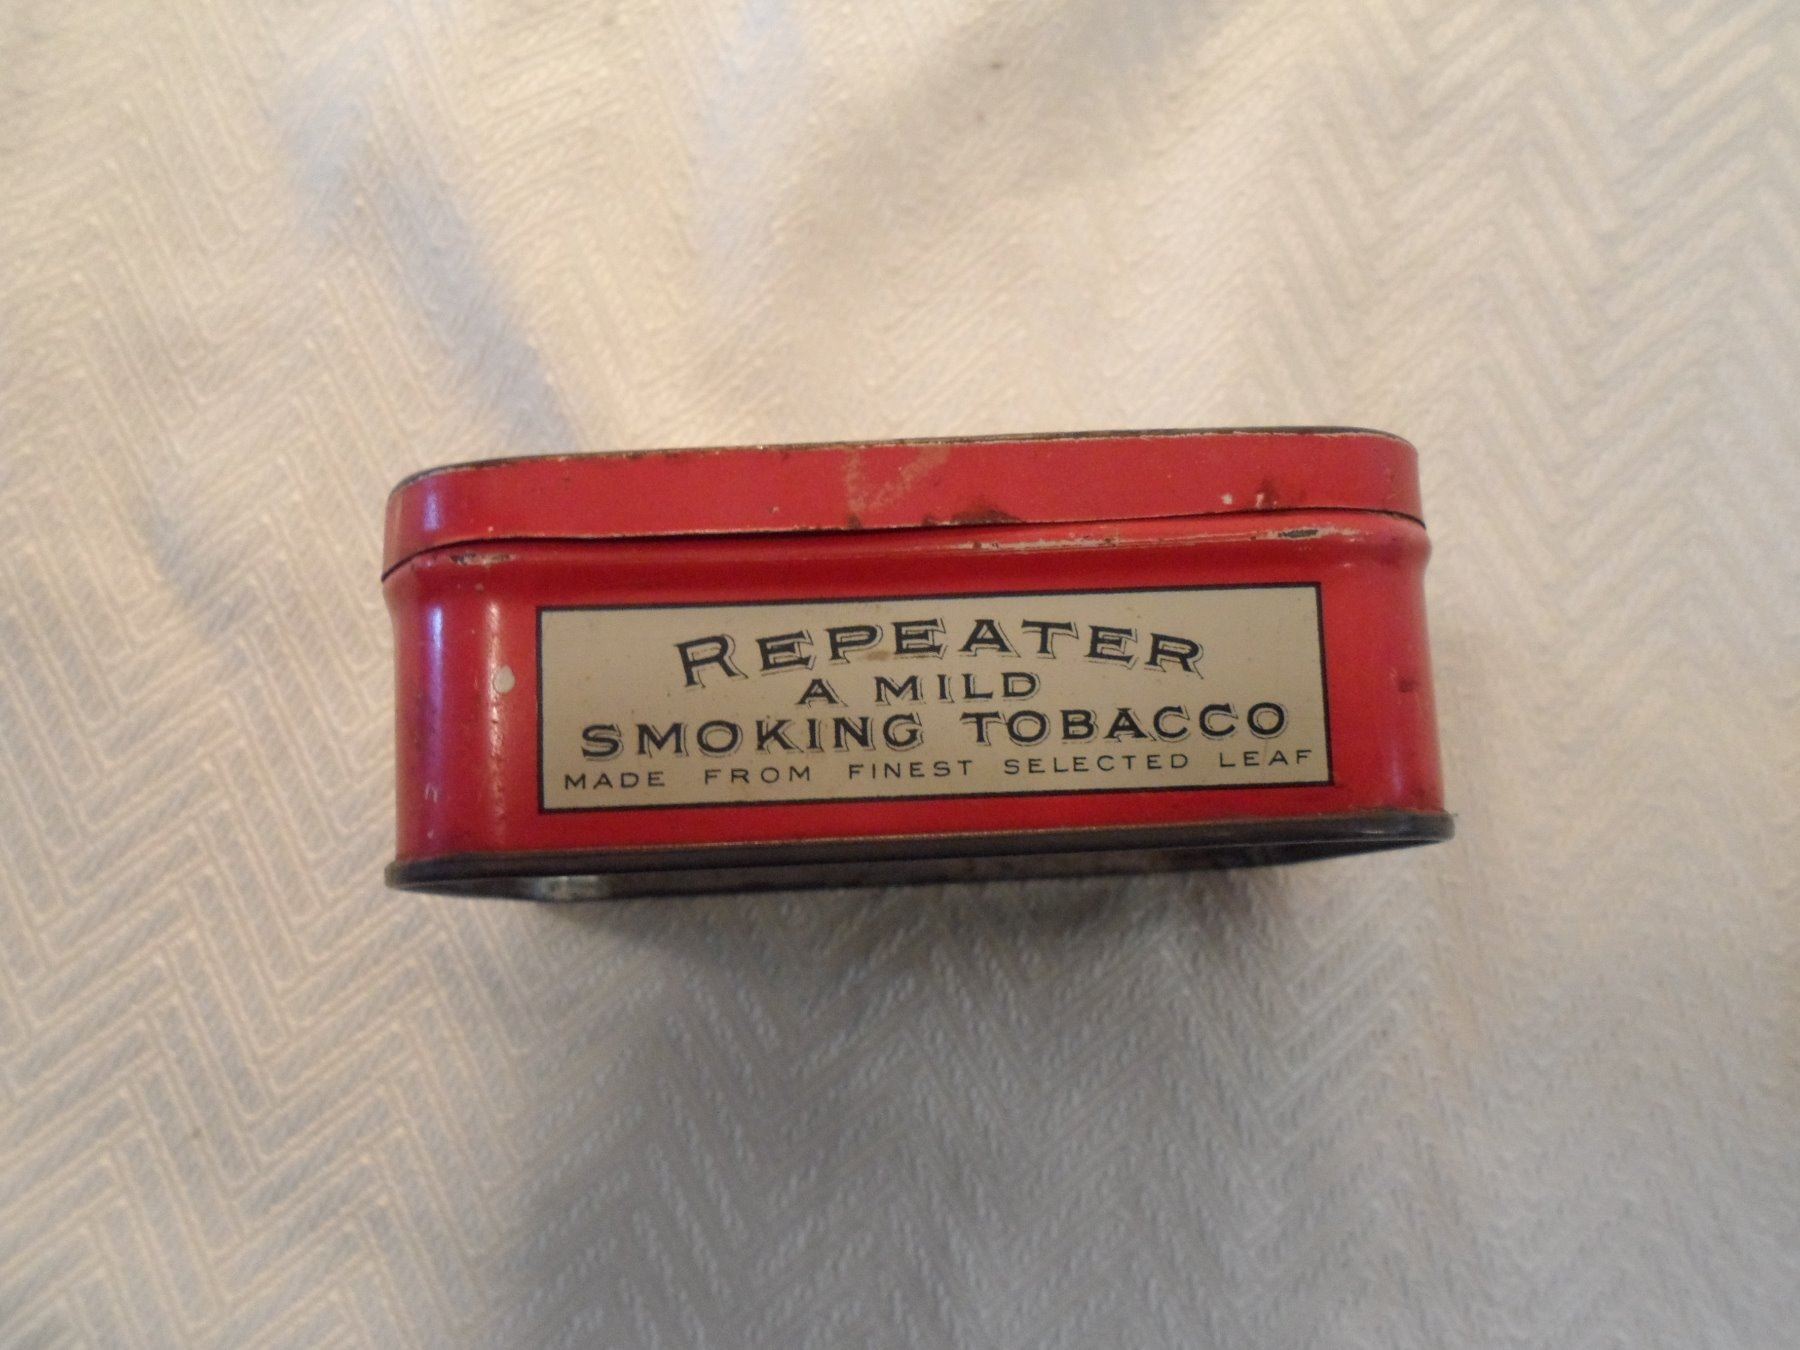 REPEATER
A MILD
SMOKING TOBACCO
MADE FROM FINEST SELECTED LEAF